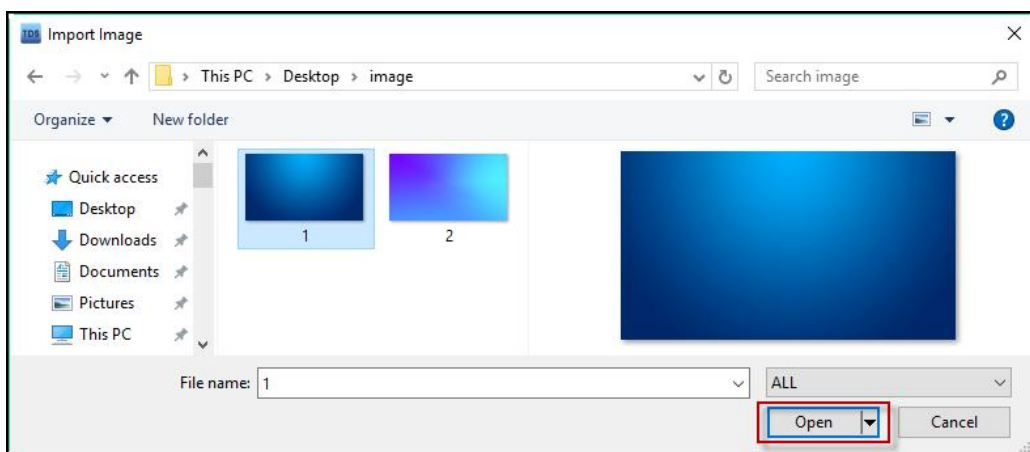 TDS Import Image
This PC Desktop image
Search image
Organize New folder
?
Quick access
Desktop
Downloads
Documents
Pictures
This PC
1 2
File name: 1
ALL
Open Cancel